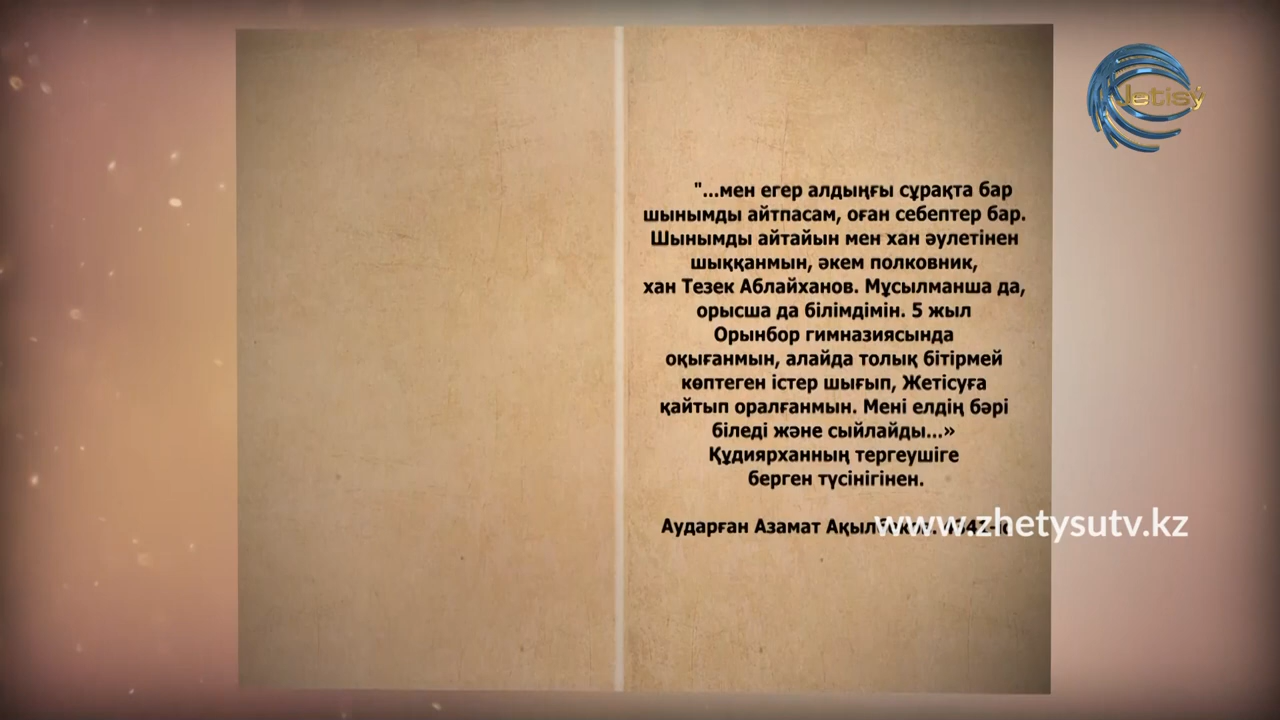 Jetisý
"...мен егер алдыңғы сұрақта бар
шынымды айтпасам, оған себептер бар.
Шынымды айтайын мен хан әулетінен
шыққанмын, әкем полковник,
хан Тезек Аблайханов. Мұсылманша да,
орысша да білімдімін. 5 жыл
Орынбор гимназиясында
оқығанмын, алайда толық бітірмей
көптеген істер шығып, Жетісуға
қайтып оралғанмын. Мені елдің бәрі
біледі және сыйлайды...»
Құдиярханның тергеушіге
берген түсінігінен.
Аударған Азамат
www.zhetysutv.kz